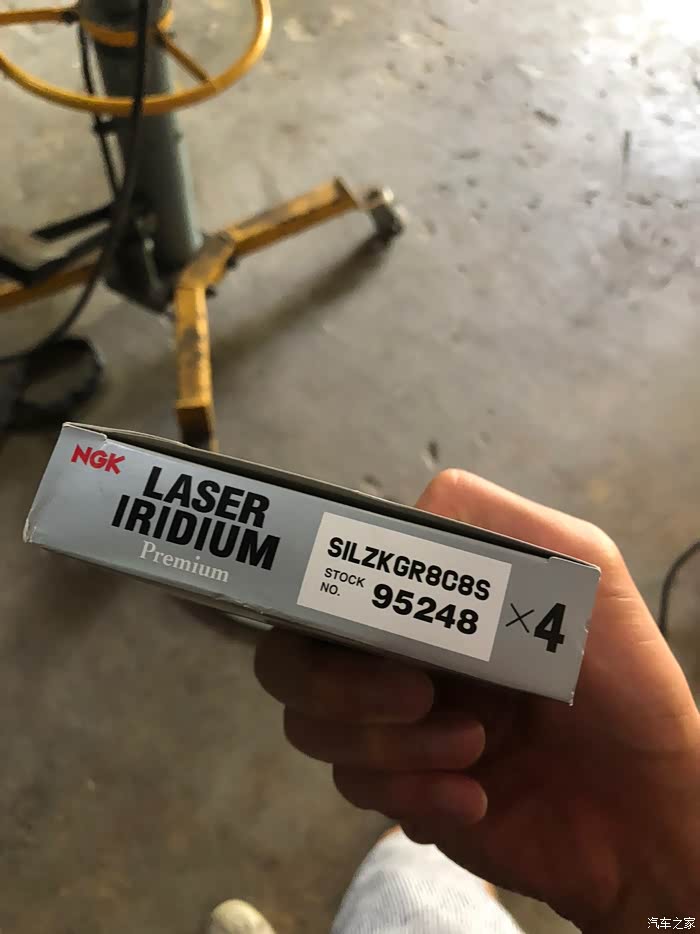 NGK
LASER
IRIDIUM
Premium
SILZKGR8C8S
STOCK
NO.
95248
×4
汽车之家